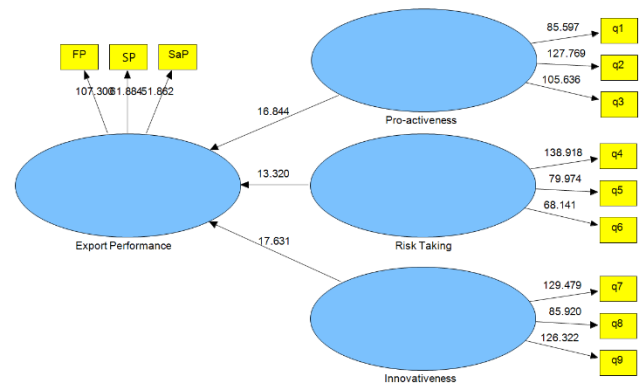 FP
SP
SaP
107.300
51.862
Export Performance
16.844
13.320
17.631
Pro-activeness
85.597
127.769
105.636
q1
q2
q3
Risk Taking
138.918
79.974
68.141
q4
q5
q6
Innovativeness
129.479
85.920
126.322
q7
q8
q9